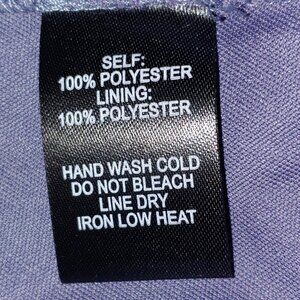 SELF:
100% POLYESTER
LINING:
100% POLYESTER
HAND WASH COLD
DO NOT BLEACH
LINE DRY
IRON LOW HEAT